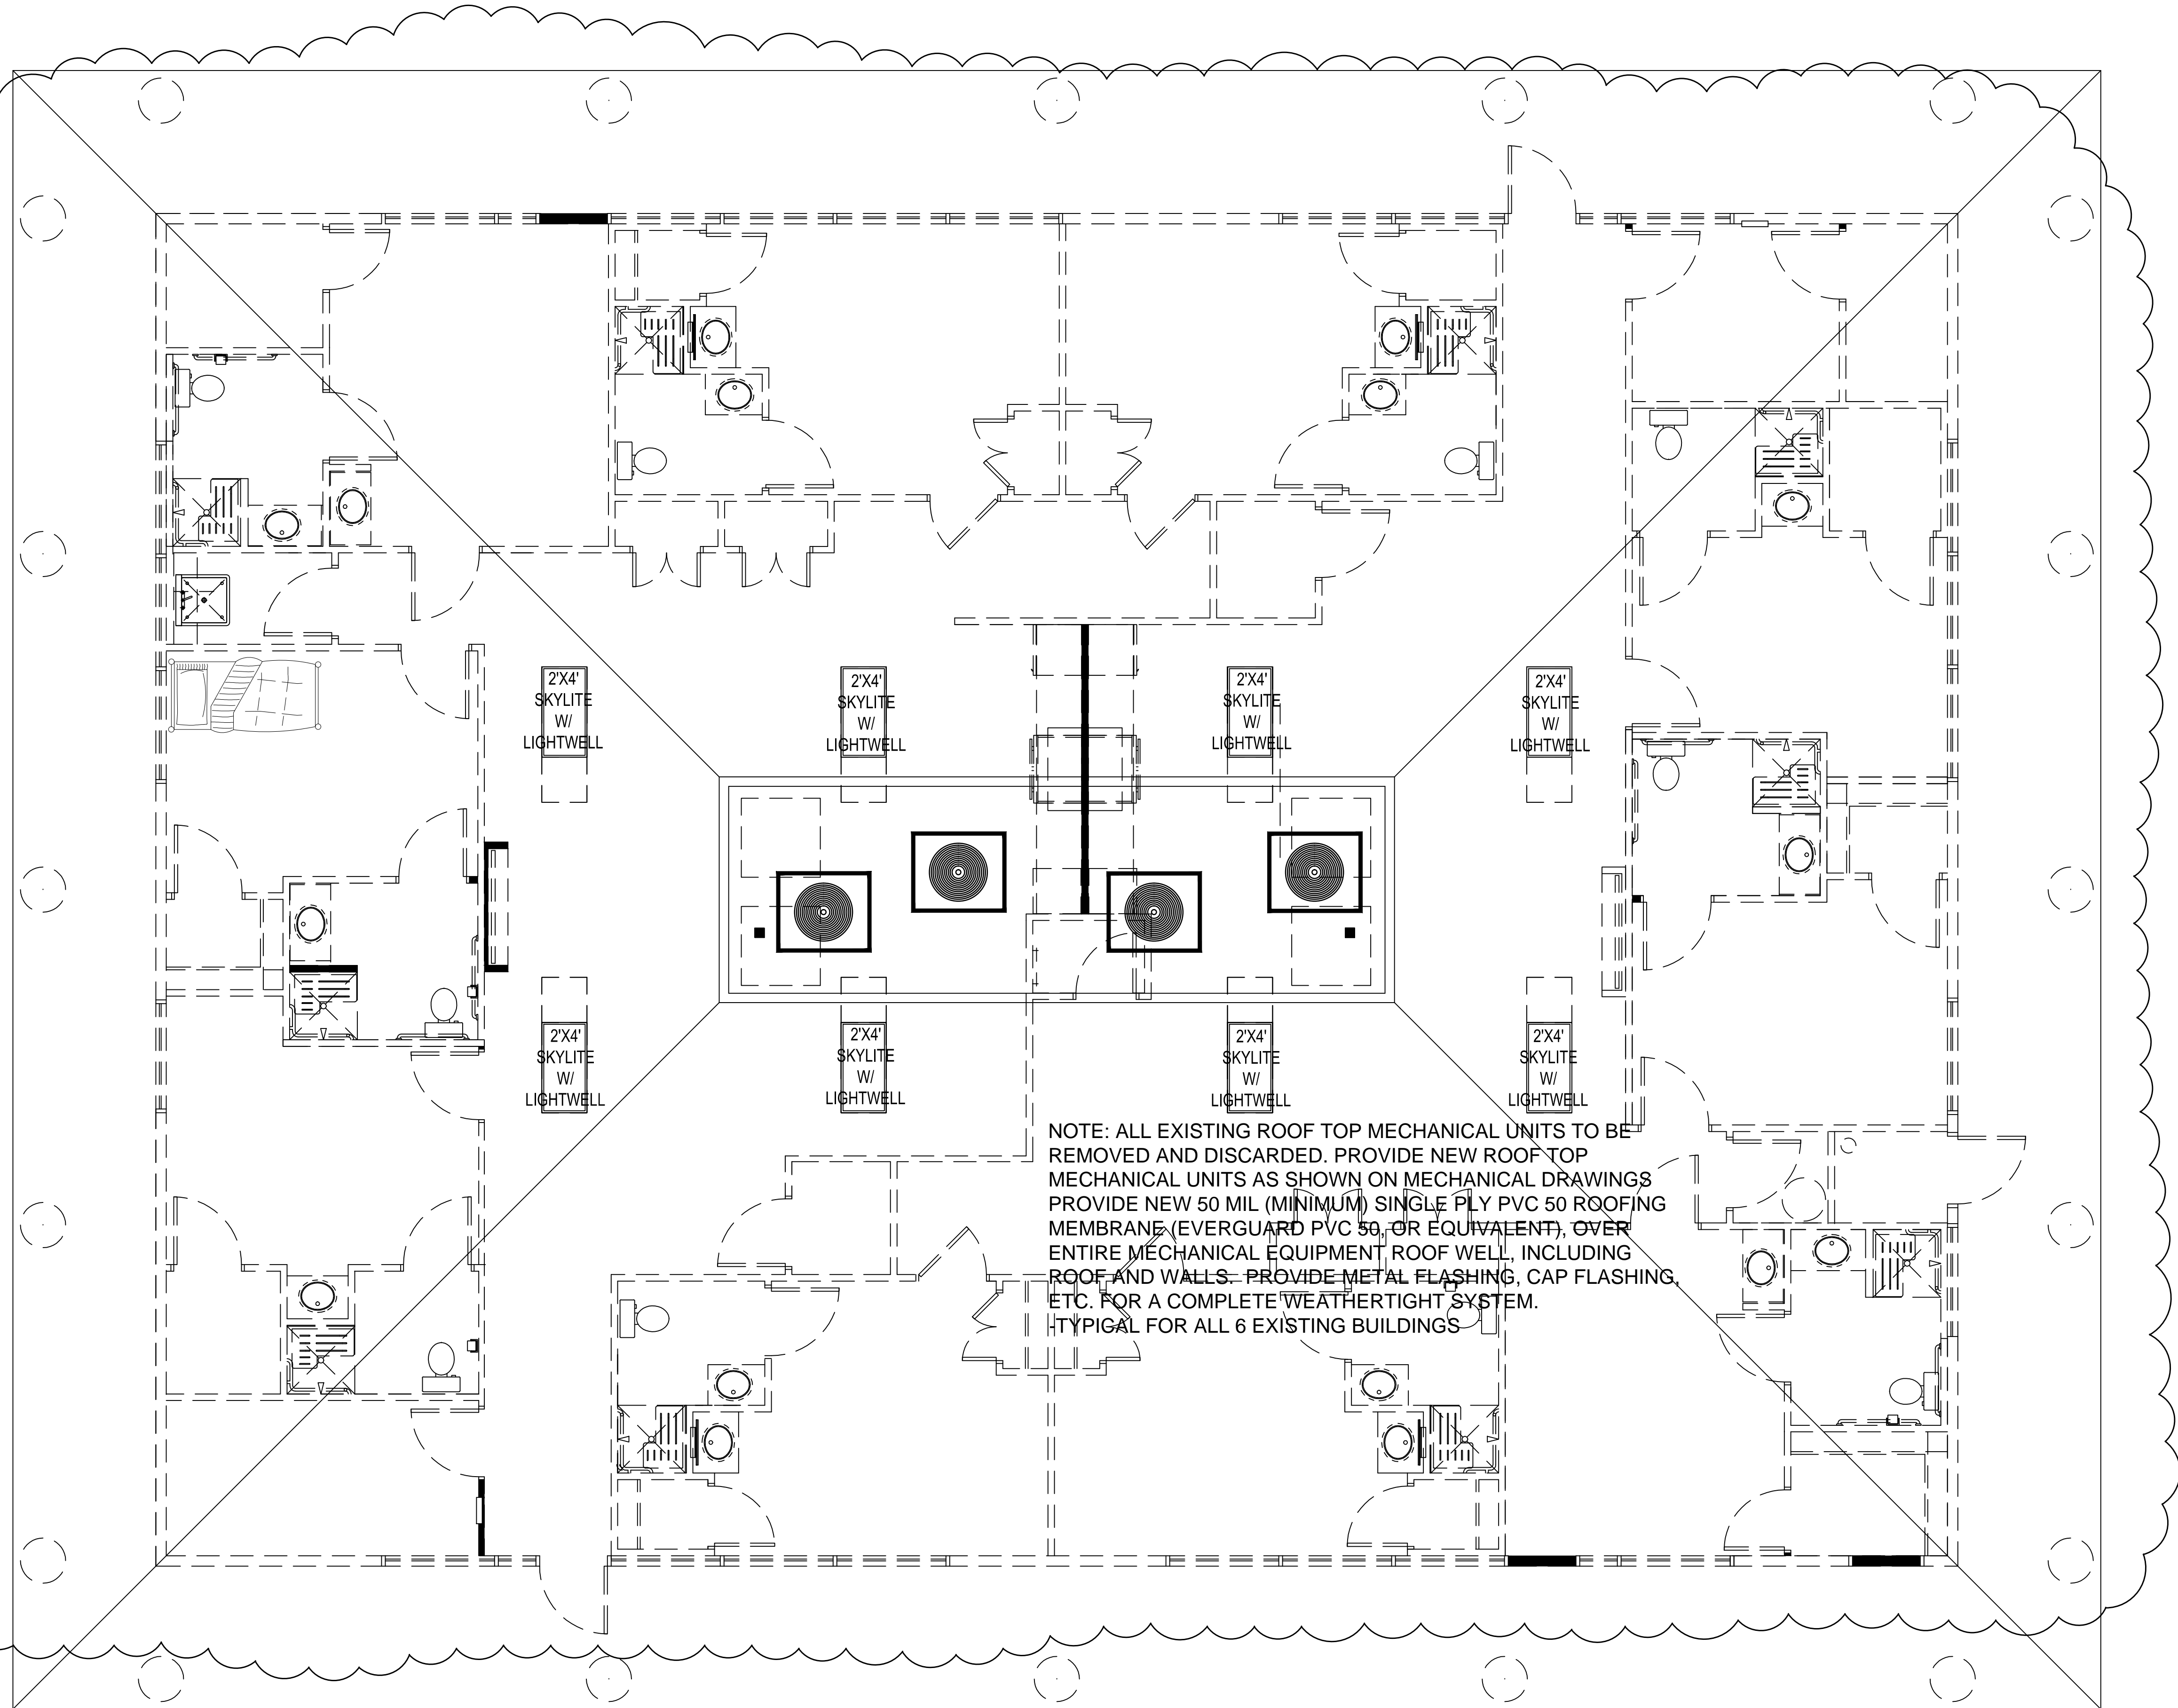 2'X4'
SKYLITE
W/
LIGHTWELL
2'X4'
SKYLITE
W/
LIGHTWELL
2'X4'
SKYLITE
W/
LIGHTWELL
2'X4'
SKYLITE
W/
LIGHTWELL
2'X4'
SKYLITE
W/
LIGHTWELL
2'X4'
SKYLITE
W/
LIGHTWELL
2'X4'
SKYLITE
W/
LIGHTWELL
2'X4'
SKYLITE
W/
LIGHTWELL
NOTE: ALL EXISTING ROOF TOP MECHANICAL UNITS TO BE
REMOVED AND DISCARDED. PROVIDE NEW ROOF TOP
MECHANICAL UNITS AS SHOWN ON MECHANICAL DRAWINGS
PROVIDE NEW 50 MIL (MINIMUM) SINGLE PLY PVC 50 ROOFING
MEMBRANE (EVERGUARD PVC 50, OR EQUIVALENT), OVER
ENTIRE MECHANICAL EQUIPMENT ROOF WELL, INCLUDING
ROOF AND WALLS. PROVIDE METAL FLASHING, CAP FLASHING,
ETC. FOR A COMPLETE WEATHERTIGHT SYSTEM.
-TYPICAL FOR ALL 6 EXISTING BUILDINGS